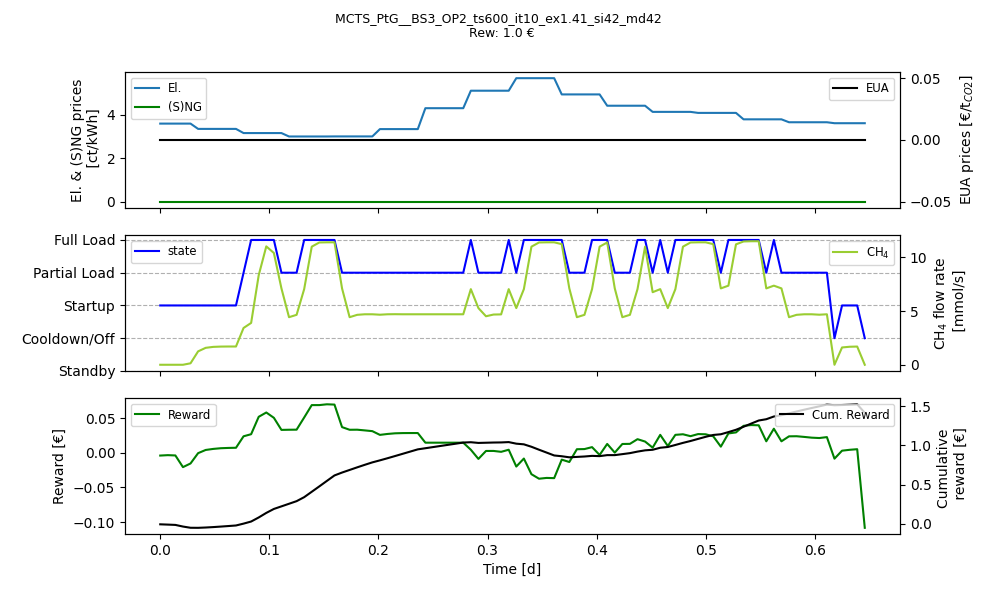 MCTS_PtG__BS3_OP2_ts600_it10_ex1.41_si42_md42
Rew: 1.0 €
El. & (S)NG prices
[ct/kWh]
4
2
0
El.
(S)NG
EUA
0.05
0.00
−0.05
EUA prices [€/t_CO2]
Full Load
Partial Load
Startup
Cooldown/Off
Standby
state
CH4
10
5
0
CH4 flow rate
[mmol/s]
Reward [€]
0.05
0.00
−0.05
−0.10
Reward
Cum. Reward
1.5
1.0
0.5
0.0
Cumulative
reward [€]
0.0
0.1
0.2
0.3
0.4
0.5
0.6
Time [d]